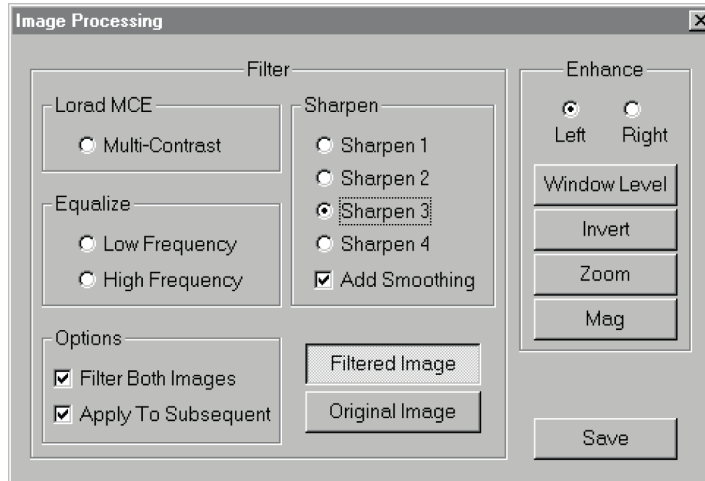 Image Processing
Filter
Lorad MCE
Multi-Contrast
Equalize
Low Frequency
High Frequency
Options
Filter Both Images
Apply To Subsequent
Sharpen
Sharpen 1
Sharpen 2
Sharpen 3
Sharpen 4
Add Smoothing
Filtered Image
Original Image
Enhance
Left Right
Window Level
Invert
Zoom
Mag
Save